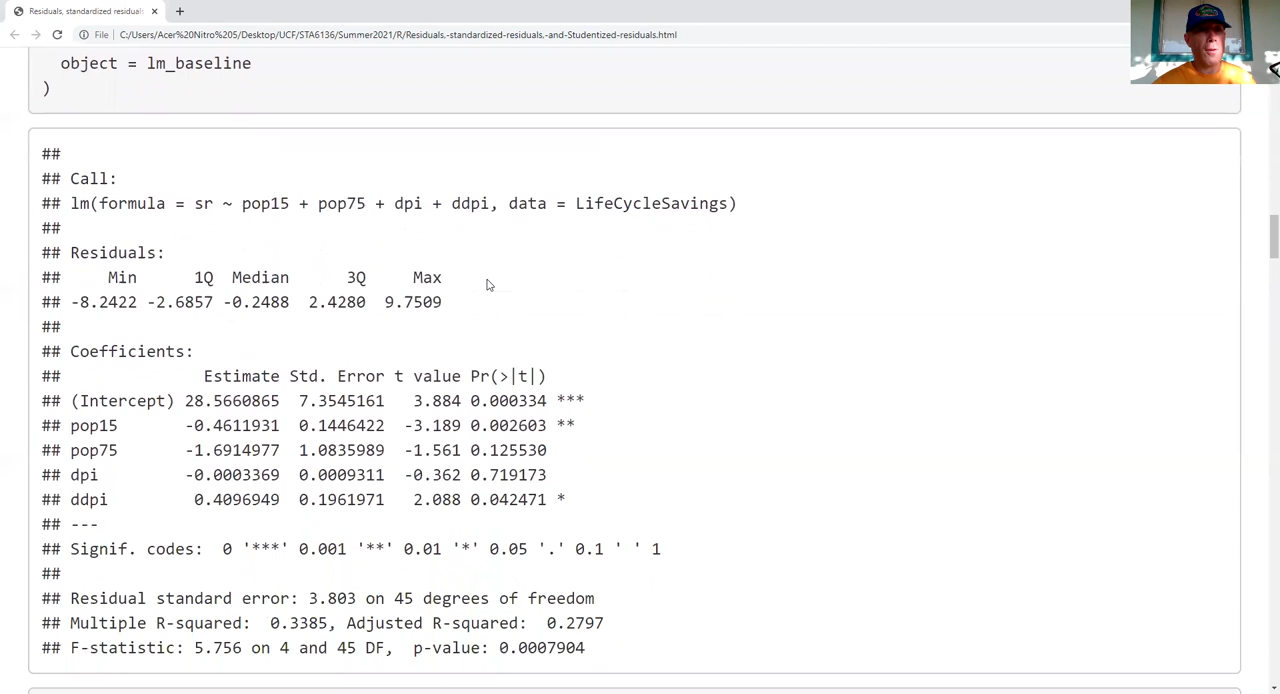 Residuals, standardized residuals
File C:/Users/Acer%20Nitro%205/Desktop/UCF/STA6136/Summer2021/R/Residuals,-standardized-residuals,-and-Studentized-residuals.html
object = lm_baseline
)
##
## Call:
## lm(formula = sr ~ pop15 + pop75 + dpi + ddpi, data = LifeCycleSavings)
##
## Residuals:
##     Min      1Q  Median      3Q     Max
## -8.2422 -2.6857 -0.2488  2.4280  9.7509
##
## Coefficients:
##               Estimate Std. Error t value Pr(>|t|)
## (Intercept) 28.5660865  7.3545161   3.884 0.000334 ***
## pop15       -0.4611931  0.1446422  -3.189 0.002603 **
## pop75       -1.6914977  1.0835989  -1.561 0.125530
## dpi         -0.0003369  0.0009311  -0.362 0.719173
## ddpi         0.4096949  0.1961971   2.088 0.042471 *
## ---
## Signif. codes:  0 '***' 0.001 '**' 0.01 '*' 0.05 '.' 0.1 ' ' 1
##
## Residual standard error: 3.803 on 45 degrees of freedom
## Multiple R-squared:  0.3385, Adjusted R-squared:  0.2797
## F-statistic: 5.756 on 4 and 45 DF,  p-value: 0.0007904